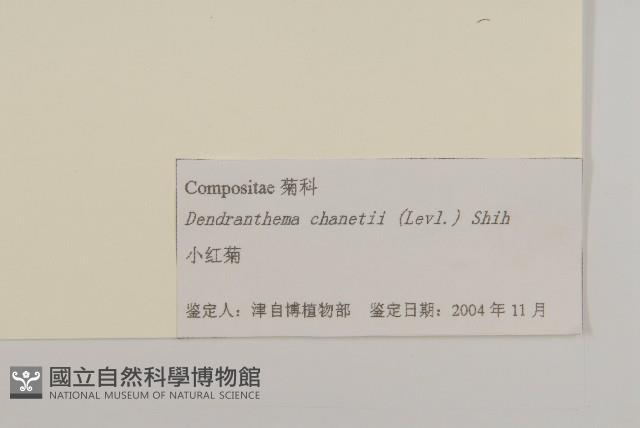 Compositae 菊科
Dendranthema chanetii (Levl.) Shih
小红菊
鉴定人：津自博植物部 鉴定日期：2004 年 11 月
國立自然科學博物館
NATIONAL MUSEUM OF NATURAL SCIENCE